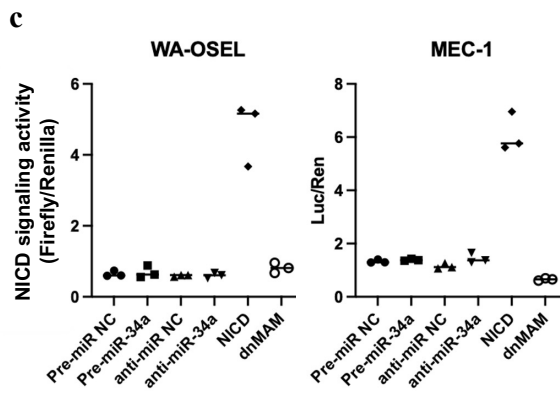 c
WA-OSEL
MEC-1
NICD signaling activity
(Firefly/Renilla)
6
4
2
0
Pre-miR NC
Pre-miR-34a
anti-miR NC
anti-miR-34a
NICD
dnMAM
Luc/Ren
8
6
4
2
0
Pre-miR NC
Pre-miR-34a
anti-miR NC
anti-miR-34a
NICD
dnMAM